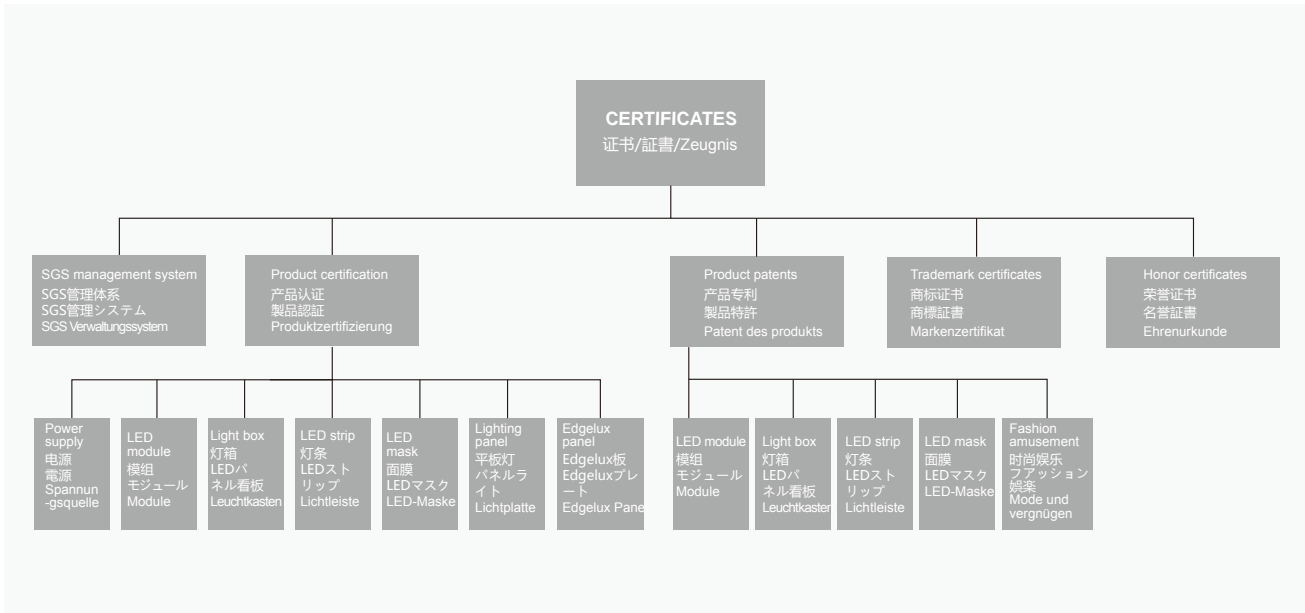 CERTIFICATES
证书/証書/Zeugnis
SGS management system
SGS管理体系
SGS管理システム
SGS Verwaltungssystem
Product certification
产品认证
製品認証
Produktzertifizierung
Product patents
产品专利
製品特許
Patent des produkts
Trademark certificates
商标证书
商標証書
Markenzertifikat
Honor certificates
荣誉证书
名誉証書
Ehrenurkunde
Power
supply
电源
電源
Spannun
-gsquelle
LED
module
模组
モジュール
Module
Light box
灯箱
LEDパ
ネル看板
Leuchtkasten
LED strip
灯条
LEDスト
リップ
Lichtleiste
LED
mask
面膜
LEDマスク
LED-Maske
Lighting
panel
平板灯
パネルラ
イト
Lichtplatte
Edgelux
panel
Edgelux板
Edgeluxプレ
ート
Edgelux Pane
LED module
模组
モジュール
Module
Light box
灯箱
LEDパ
ネル看板
Leuchtkaster
LED strip
灯条
LEDスト
リップ
Lichtleiste
LED mask
面膜
LEDマスク
LED-Maske
Fashion
amusement
时尚娱乐
フアッション
娯楽
Mode und
vergnügen